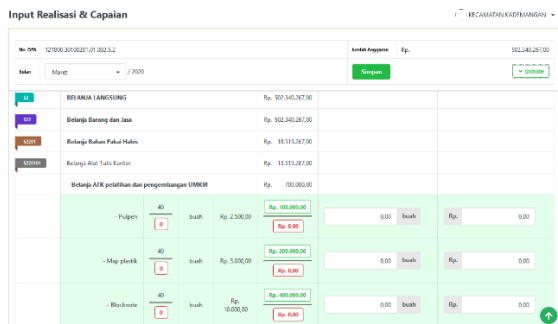 Input Realisasi & Capaian
KECAMATAN KADEMANGAN
No. DPA 121800.30100201.01.002.5.2 Jumlah Anggaran Rp. 502.340.267,00
Bulan Maret / 2020 Simpan Unhide
52 BELANJA LANGSUNG Rp. 502.340.267,00
522 Belanja Barang dan Jasa Rp. 502.340.267,00
52201 Belanja Bahan Pakai Habis Rp. 18.515.267,00
5220101 Belanja Alat Tulis Kantor Rp. 13.315.267,00
Belanja ATK pelatihan dan pengembangan UMKM Rp. 700.000,00
- Pulpen 40 0 buah Rp. 2.500,00 Rp. 100.000,00 Rp. 0,00 0,00 buah Rp. 0,00
- Map plestik 40 0 buah Rp. 5.000,00 Rp. 200.000,00 Rp. 0,00 0,00 buah Rp. 0,00
- Blocknote 40 0 buah Rp. 10.000,00 Rp. 400.000,00 Rp. 0,00 0,00 buah Rp. 0,00